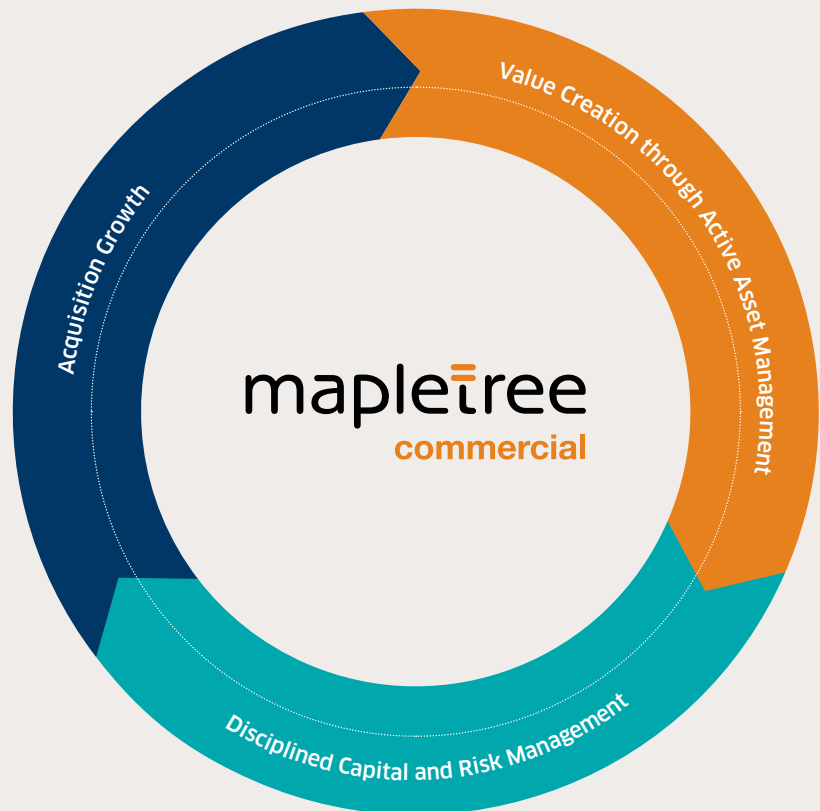 Value Creation through Active Asset Management
Acquisition Growth
mapletree
commercial
Disciplined Capital and Risk Management